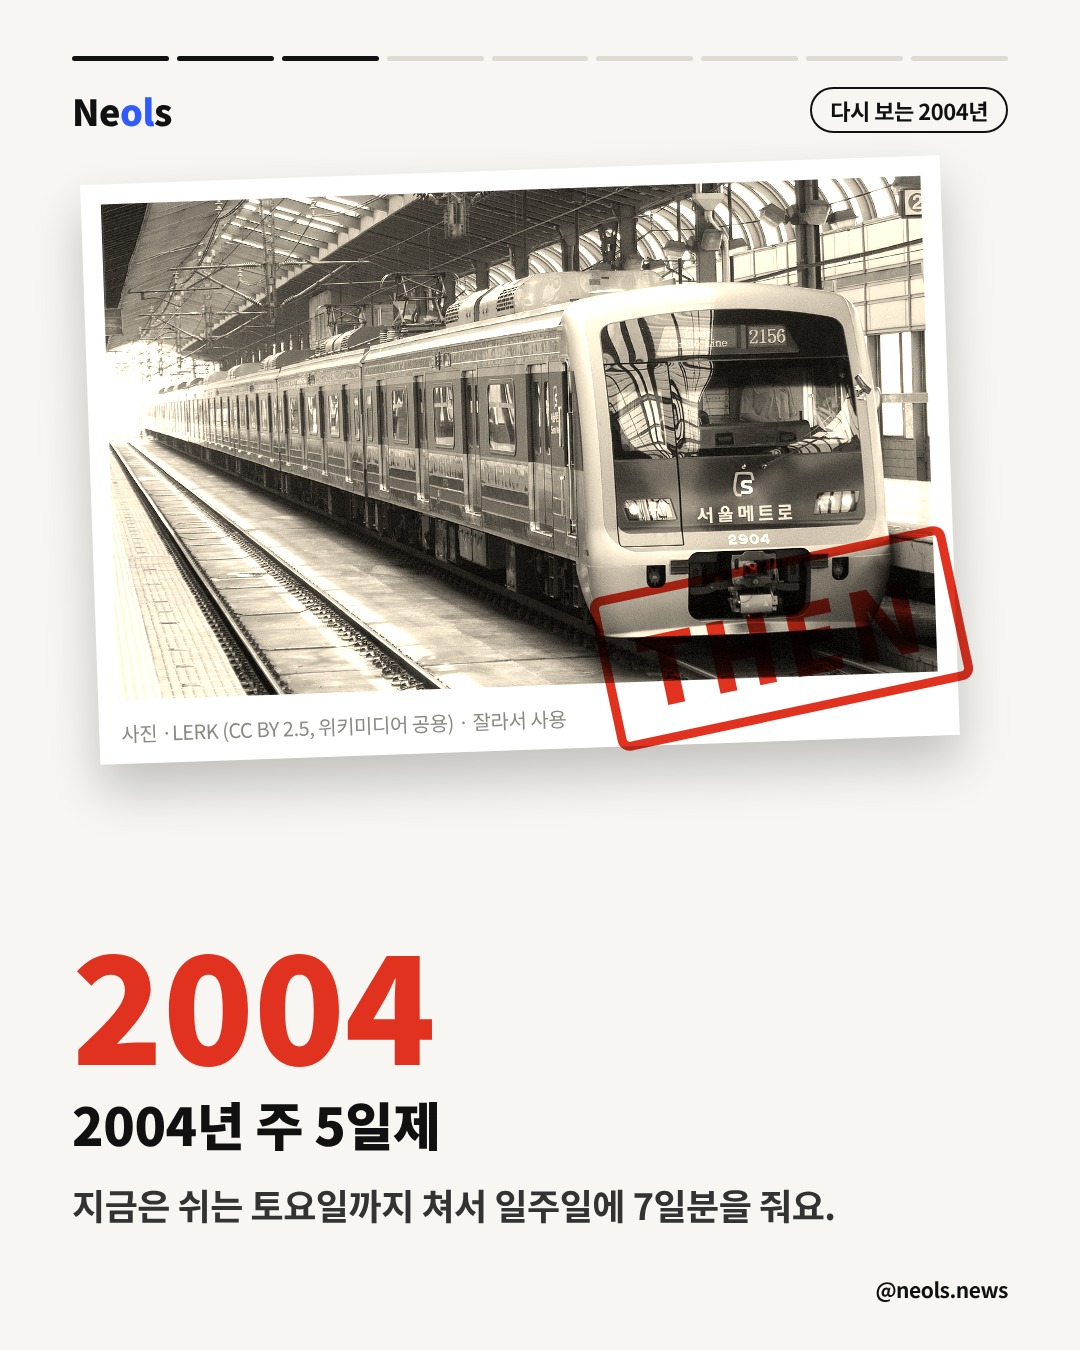 Neols
다시 보는 2004년
2
2156
서울메트로
2904
THEN
사진 · LERK (CC BY 2.5, 위키미디어 공용) · 잘라서 사용
2004
2004년 주 5일제
지금은 쉬는 토요일까지 쳐서 일주일에 7일분을 줘요.
@neols.news